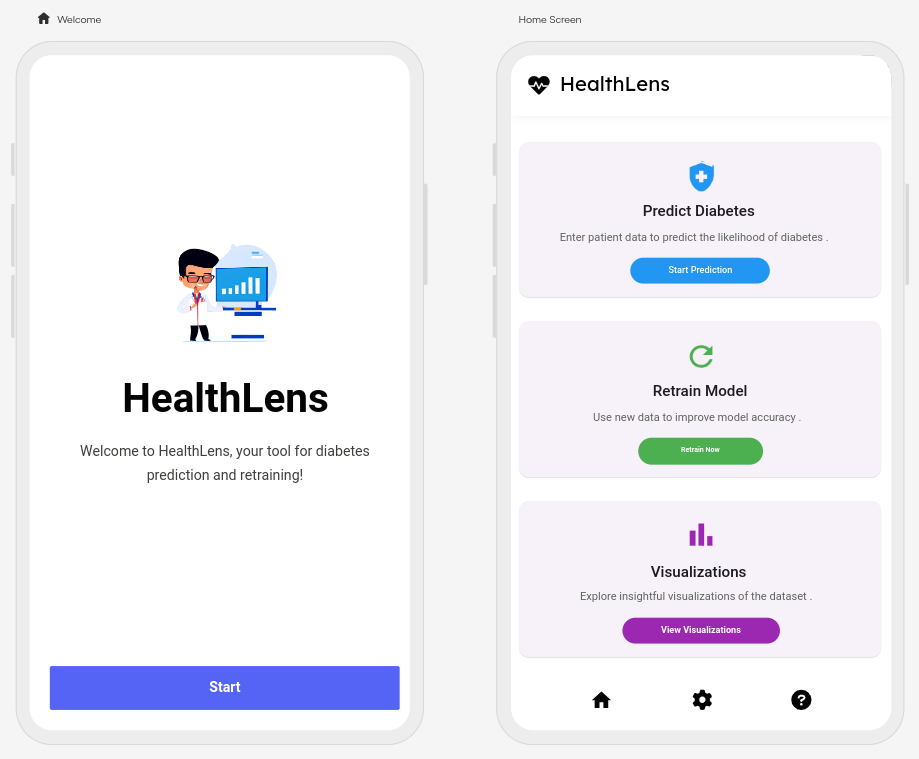 Welcome
HealthLens
Welcome to HealthLens, your tool for diabetes
prediction and retraining!
Start
Home Screen
HealthLens
Predict Diabetes
Enter patient data to predict the likelihood of diabetes .
Start Prediction
Retrain Model
Use new data to improve model accuracy .
Retrain Now
Visualizations
Explore insightful visualizations of the dataset .
View Visualizations